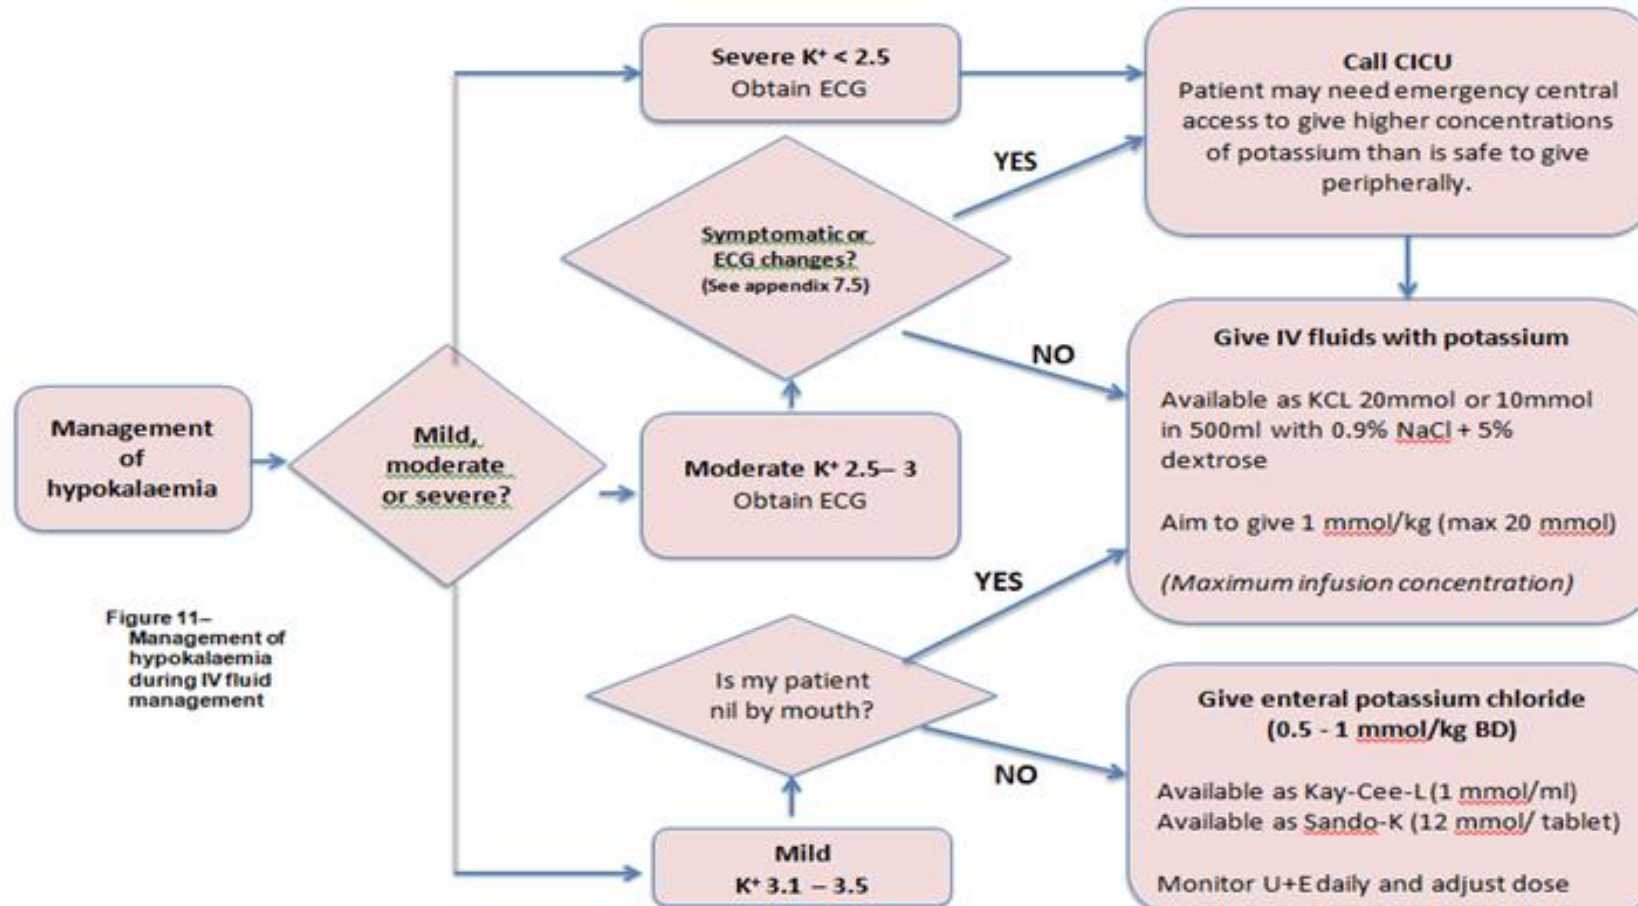 Management
of
hypokalaemia
Mild,
moderate
or severe?
Figure 11–
Management of
hypokalaemia
during IV fluid
management
Severe K⁺ < 2.5
Obtain ECG
Symptomatic or
ECG changes?
(See appendix 7.5)
YES
NO
Moderate K⁺ 2.5– 3
Obtain ECG
Is my patient
nil by mouth?
YES
NO
Mild
K⁺ 3.1 – 3.5
Call CICU
Patient may need emergency central
access to give higher concentrations
of potassium than is safe to give
peripherally.
Give IV fluids with potassium
Available as KCL 20mmol or 10mmol
in 500ml with 0.9% NaCl + 5%
dextrose
Aim to give 1 mmol/kg (max 20 mmol)
(Maximum infusion concentration)
Give enteral potassium chloride
(0.5 - 1 mmol/kg BD)
Available as Kay-Cee-L (1 mmol/ml)
Available as Sando-K (12 mmol/ tablet)
Monitor U+E daily and adjust dose